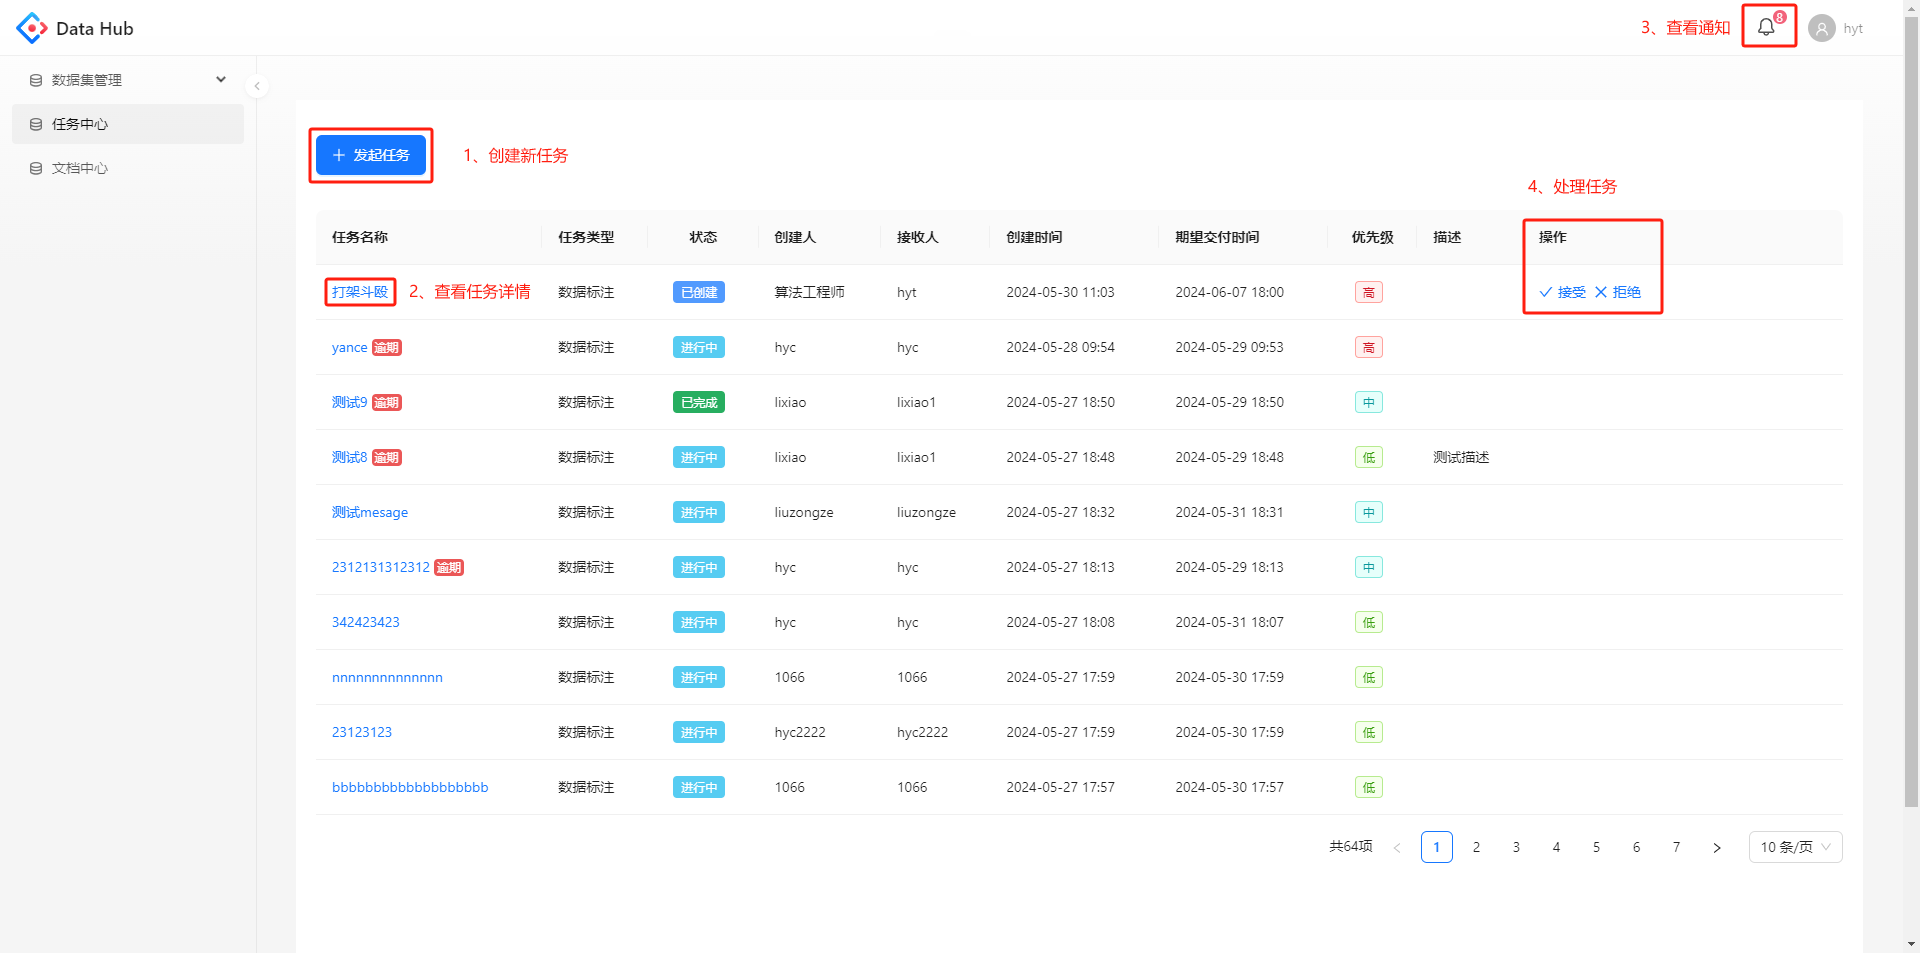 Data Hub
3、查看通知
8
hyt
数据集管理
任务中心
文档中心
发起任务
1、创建新任务
4、处理任务
任务名称 任务类型 状态 创建人 接收人 创建时间 期望交付时间 优先级 描述 操作
打架斗殴 2、查看任务详情 数据标注 已创建 算法工程师 hyt 2024-05-30 11:03 2024-06-07 18:00 高 接受 拒绝
yance 逾期 数据标注 进行中 hyc hyc 2024-05-28 09:54 2024-05-29 09:53 高
测试9 逾期 数据标注 已完成 lixiao lixiao1 2024-05-27 18:50 2024-05-29 18:50 中
测试8 逾期 数据标注 进行中 lixiao lixiao1 2024-05-27 18:48 2024-05-29 18:48 低 测试描述
测试mesage 数据标注 进行中 liuzongze liuzongze 2024-05-27 18:32 2024-05-31 18:31 中
2312131312312 逾期 数据标注 进行中 hyc hyc 2024-05-27 18:13 2024-05-29 18:13 中
342423423 数据标注 进行中 hyc hyc 2024-05-27 18:08 2024-05-31 18:07 低
nnnnnnnnnnnnnn 数据标注 进行中 1066 1066 2024-05-27 17:59 2024-05-30 17:59 低
23123123 数据标注 进行中 hyc2222 hyc2222 2024-05-27 17:59 2024-05-30 17:59 低
bbbbbbbbbbbbbbbbbbb 数据标注 进行中 1066 1066 2024-05-27 17:57 2024-05-30 17:57 低
共64项 < 1 2 3 4 5 6 7 > 10 条/页